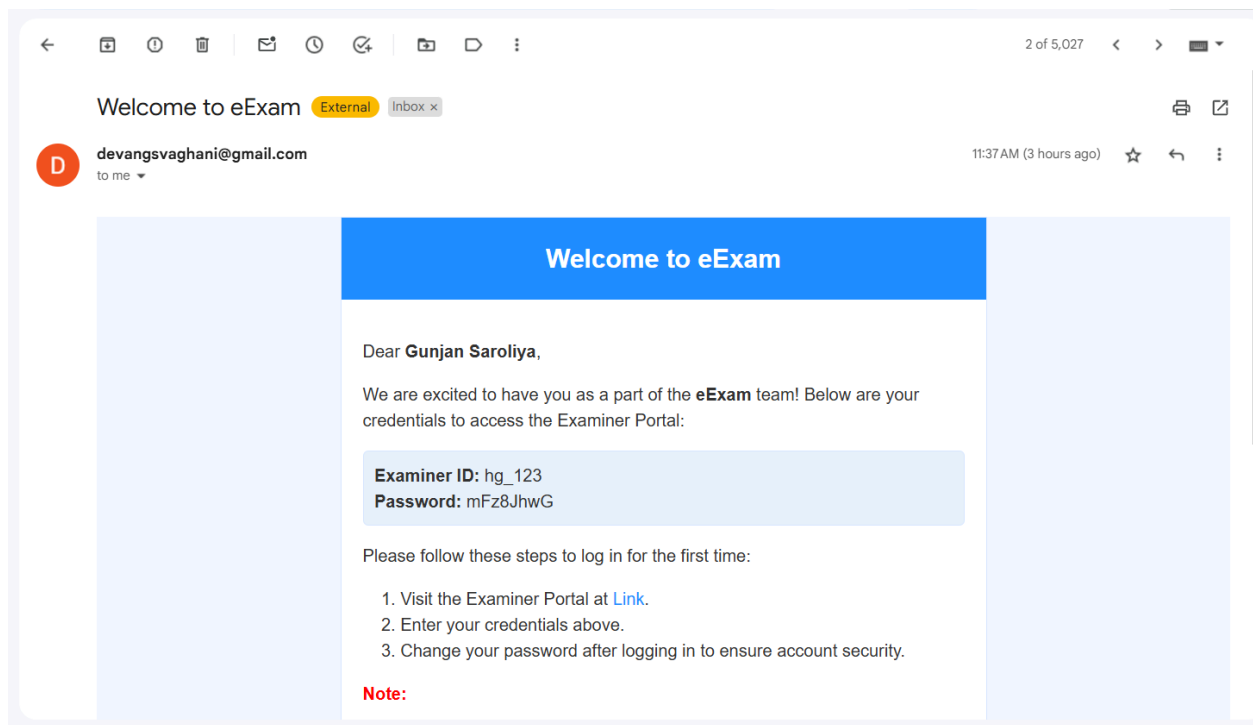 2 of 5,027
Welcome to eExam External Inbox ×
D
devangsvaghani@gmail.com 11:37 AM (3 hours ago)
to me
Welcome to eExam
Dear Gunjan Saroliya,
We are excited to have you as a part of the eExam team! Below are your
credentials to access the Examiner Portal:
Examiner ID: hg_123
Password: mFz8JhwG
Please follow these steps to log in for the first time:
1. Visit the Examiner Portal at Link.
2. Enter your credentials above.
3. Change your password after logging in to ensure account security.
Note: